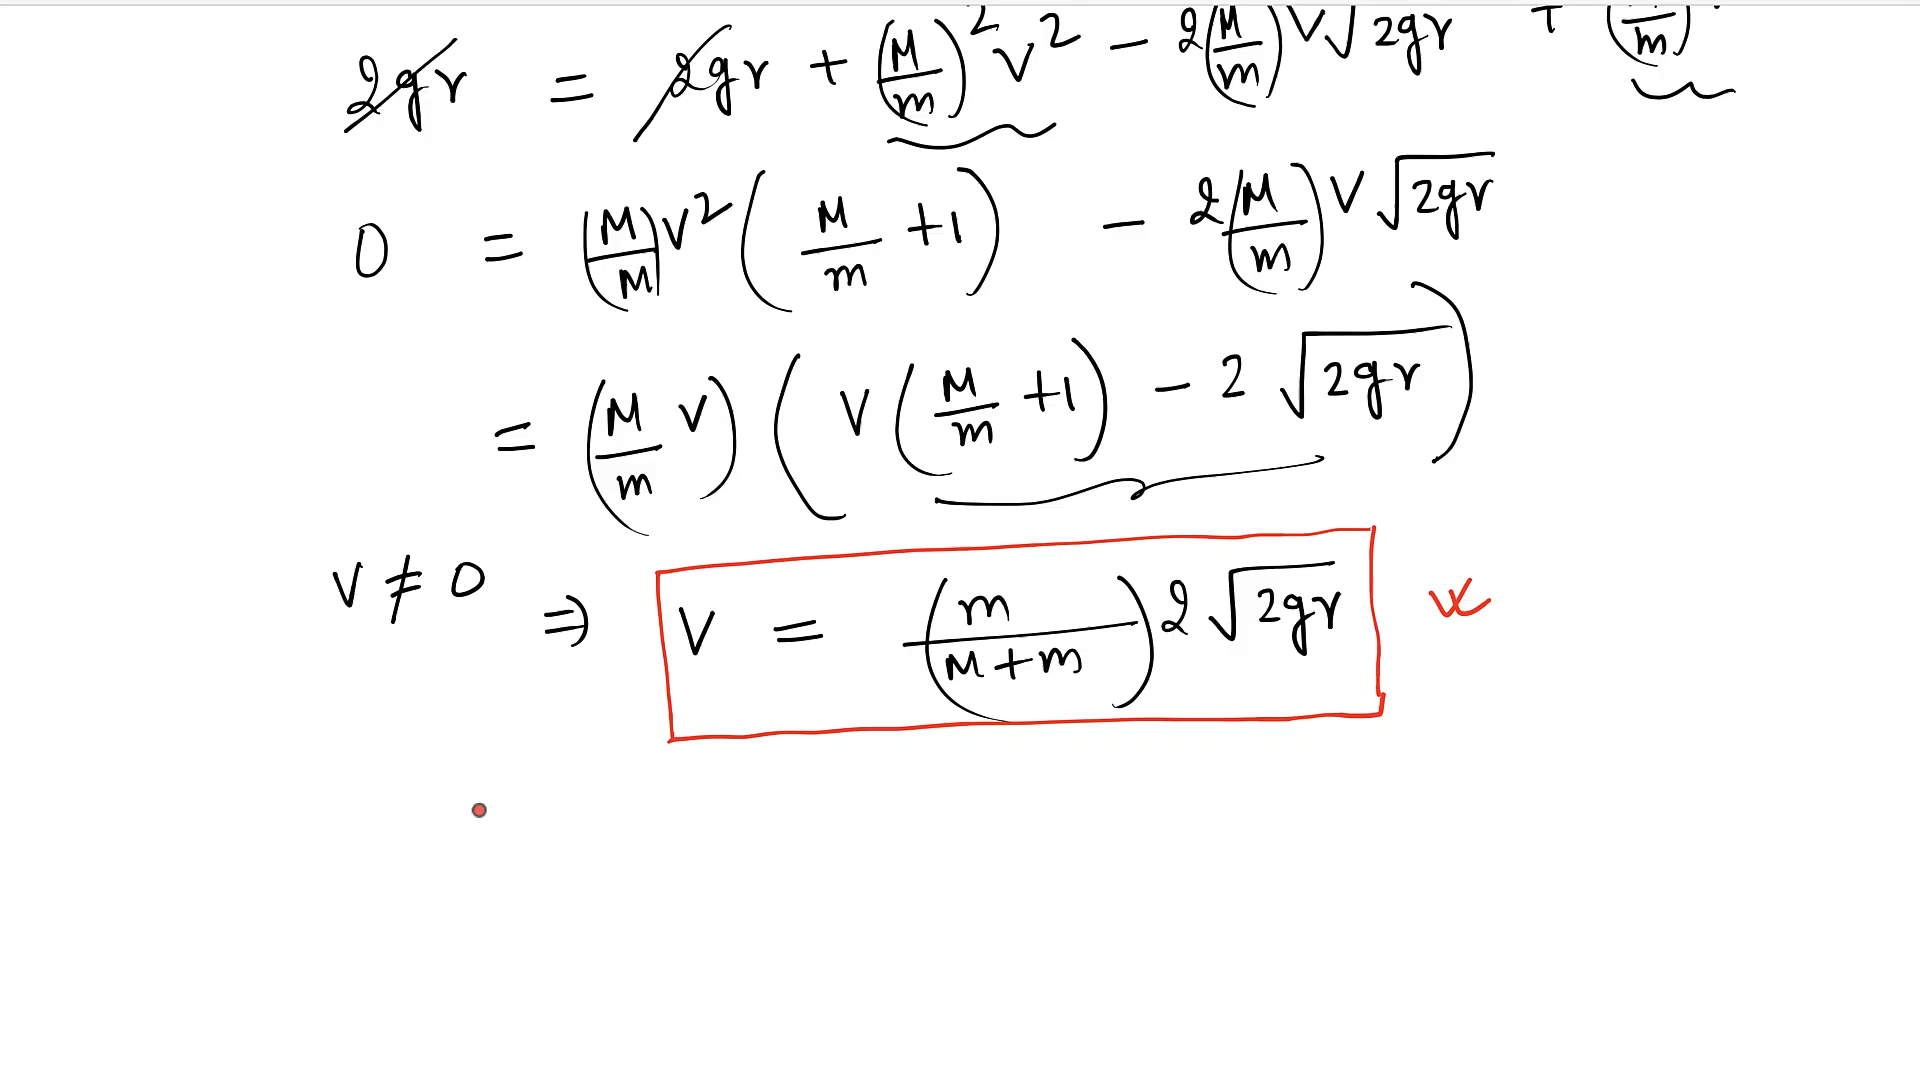 2gr = 2gr + (M/m)² V² - 2(M/m) V √2gr + (/m)
0 = (M/M) V² (M/m + 1) - 2(M/m) V √2gr
= (M/m V) (V (M/m + 1) - 2 √2gr)
V ≠ 0 ⇒ V = (m/M+m) 2 √2gr